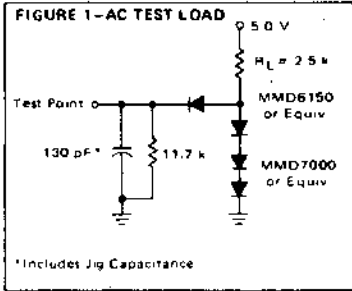 FIGURE 1–AC TEST LOAD
5.0 V
RL = 2.5 k
Test Point
MMD6150
or Equiv
130 pF*
11.7 k
MMD7000
or Equiv
*Includes Jig Capacitance